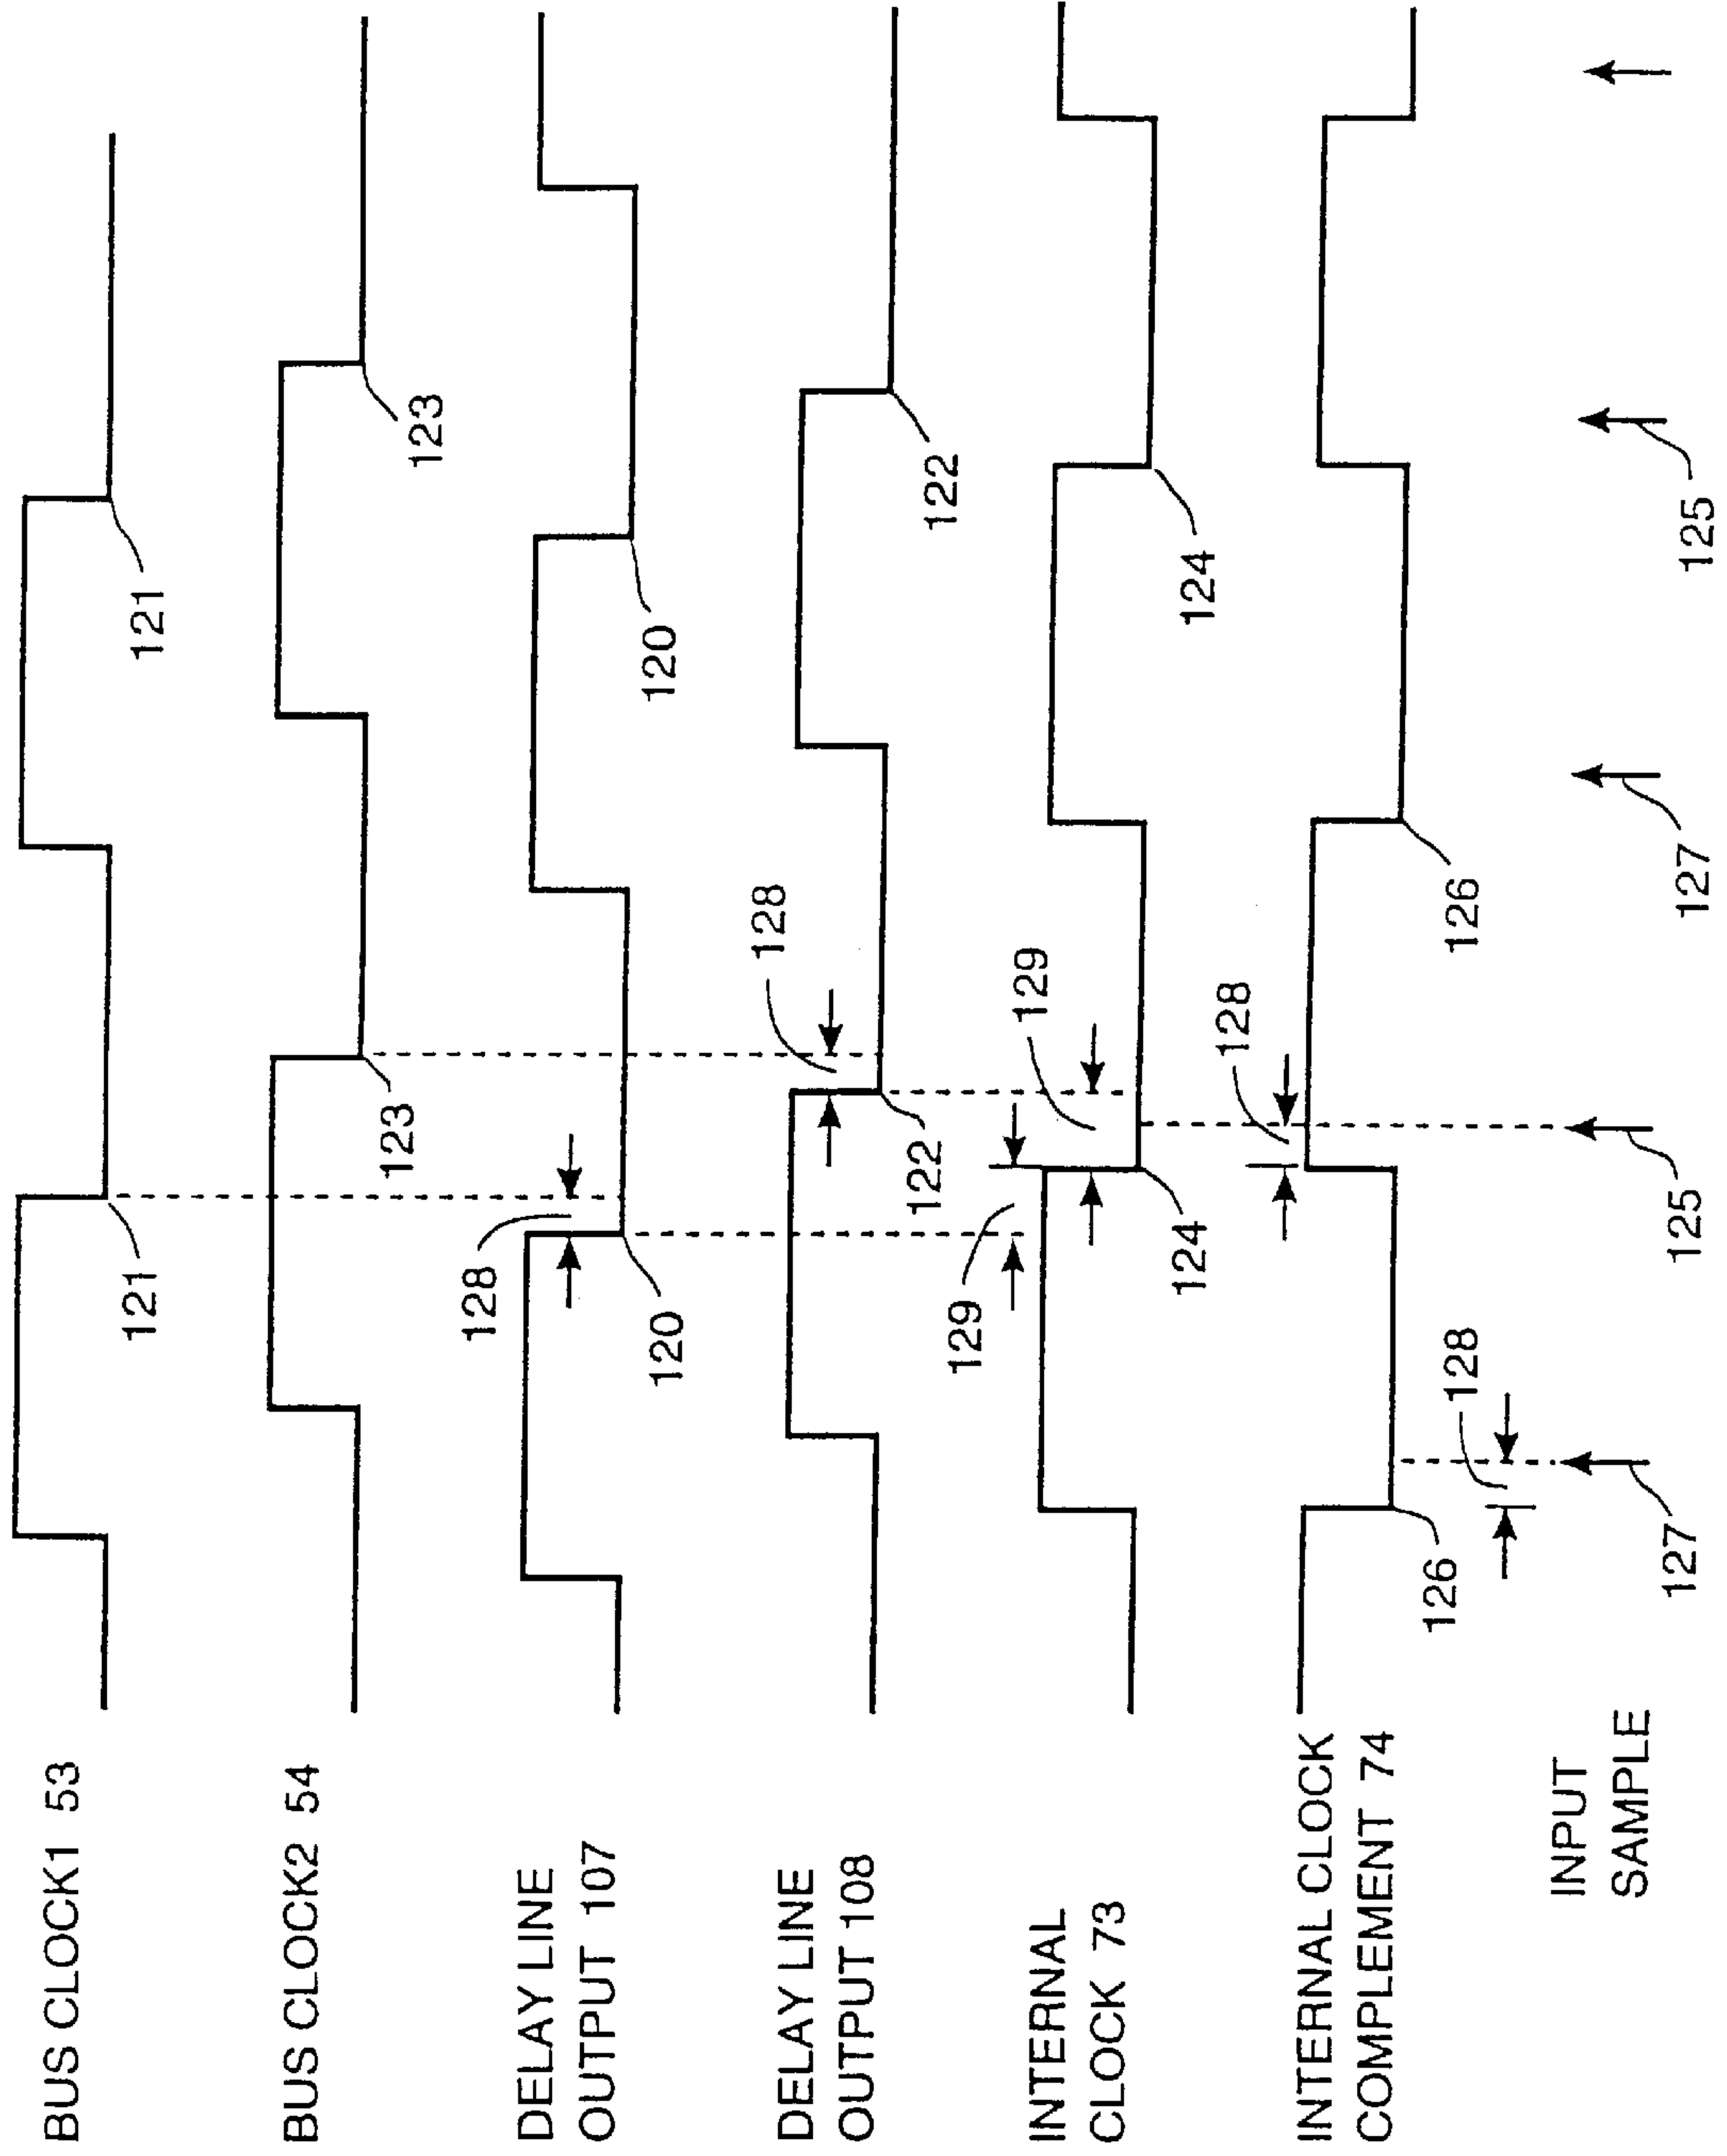 BUS CLOCK1 53
121
121
BUS CLOCK2 54
123
123
DELAY LINE
OUTPUT 107
128
120
120
DELAY LINE
OUTPUT 108
128
122
122
INTERNAL
CLOCK 73
129
129
124
124
INTERNAL CLOCK
COMPLEMENT 74
128
126
128
126
INPUT
SAMPLE
127
125
127
125